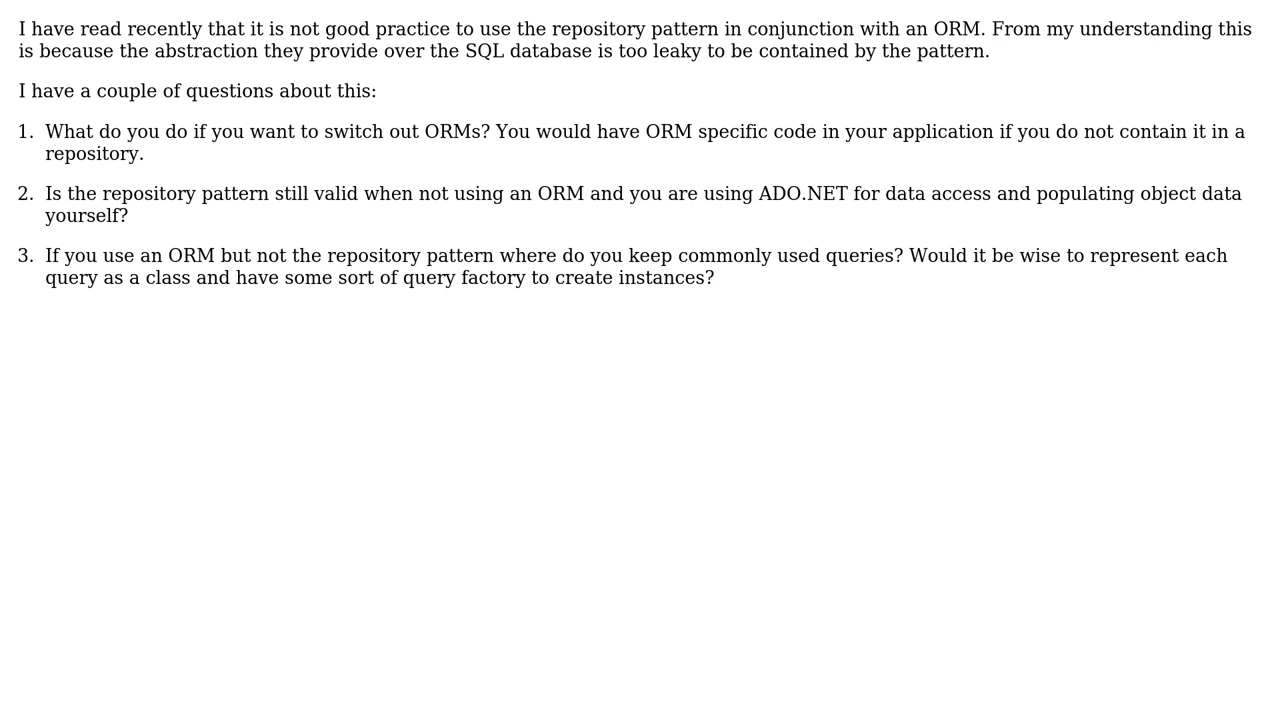 I have read recently that it is not good practice to use the repository pattern in conjunction with an ORM. From my understanding this
is because the abstraction they provide over the SQL database is too leaky to be contained by the pattern.
I have a couple of questions about this:
1. What do you do if you want to switch out ORMs? You would have ORM specific code in your application if you do not contain it in a
repository.
2. Is the repository pattern still valid when not using an ORM and you are using ADO.NET for data access and populating object data
yourself?
3. If you use an ORM but not the repository pattern where do you keep commonly used queries? Would it be wise to represent each
query as a class and have some sort of query factory to create instances?